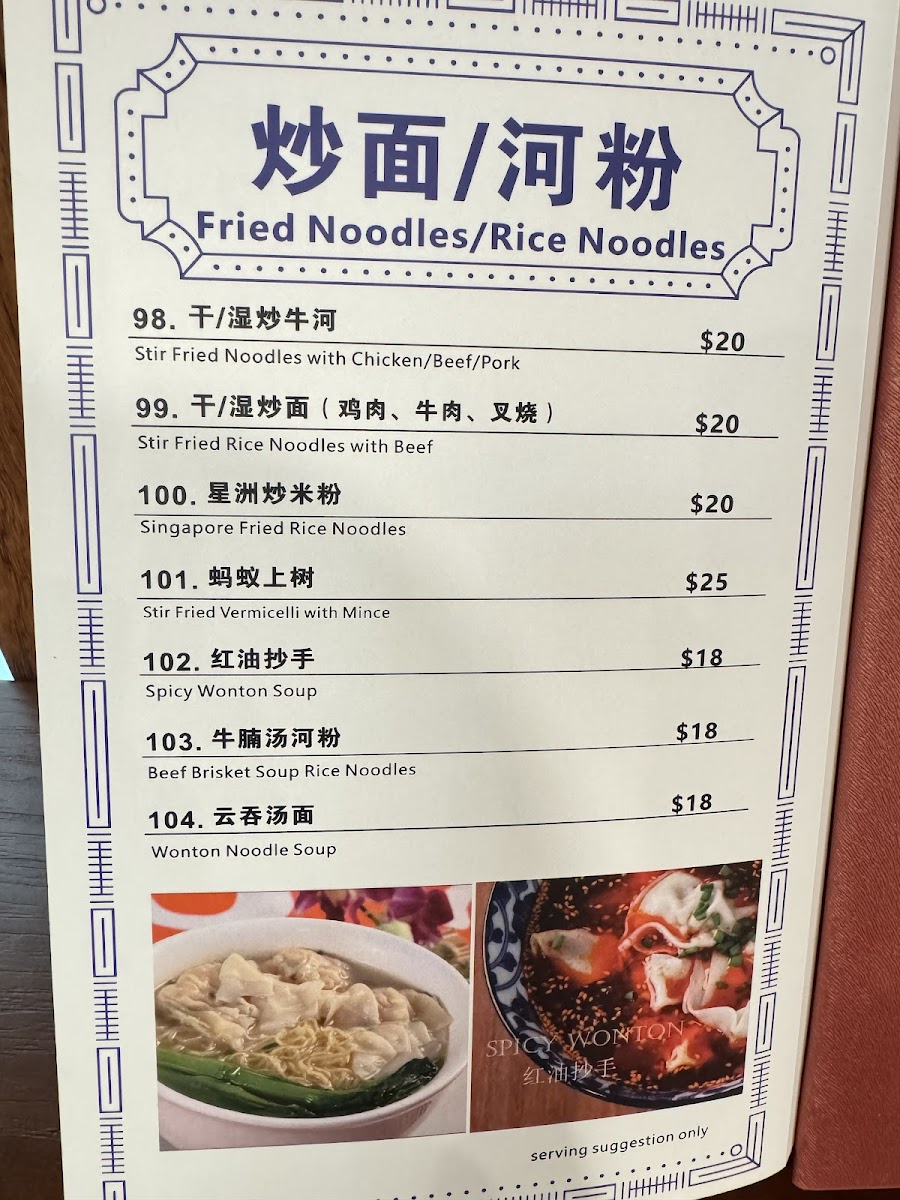 炒面/河粉
Fried Noodles/Rice Noodles
98. 干/湿炒牛河 $20
Stir Fried Noodles with Chicken/Beef/Pork
99. 干/湿炒面（鸡肉、牛肉、叉烧） $20
Stir Fried Rice Noodles with Beef
100. 星洲炒米粉 $20
Singapore Fried Rice Noodles
101. 蚂蚁上树 $25
Stir Fried Vermicelli with Mince
102. 红油抄手 $18
Spicy Wonton Soup
103. 牛腩汤河粉 $18
Beef Brisket Soup Rice Noodles
104. 云吞汤面 $18
Wonton Noodle Soup
SPICY WONTON
红油抄手
serving suggestion only